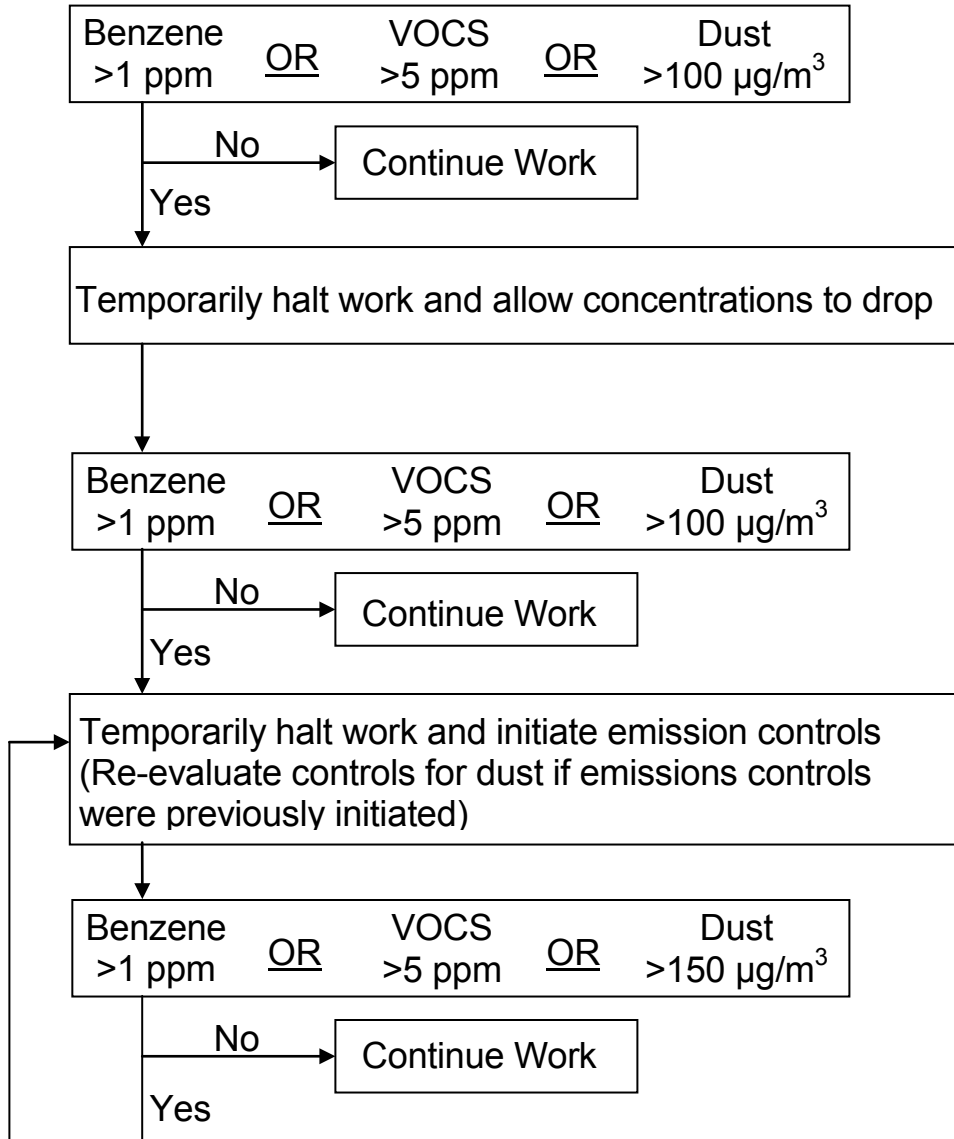 Benzene OR VOCS OR Dust
>1 ppm >5 ppm >100 µg/m³
No
Continue Work
Yes
Temporarily halt work and allow concentrations to drop
Benzene OR VOCS OR Dust
>1 ppm >5 ppm >100 µg/m³
No
Continue Work
Yes
Temporarily halt work and initiate emission controls
(Re-evaluate controls for dust if emissions controls
were previously initiated)
Benzene OR VOCS OR Dust
>1 ppm >5 ppm >150 µg/m³
No
Continue Work
Yes